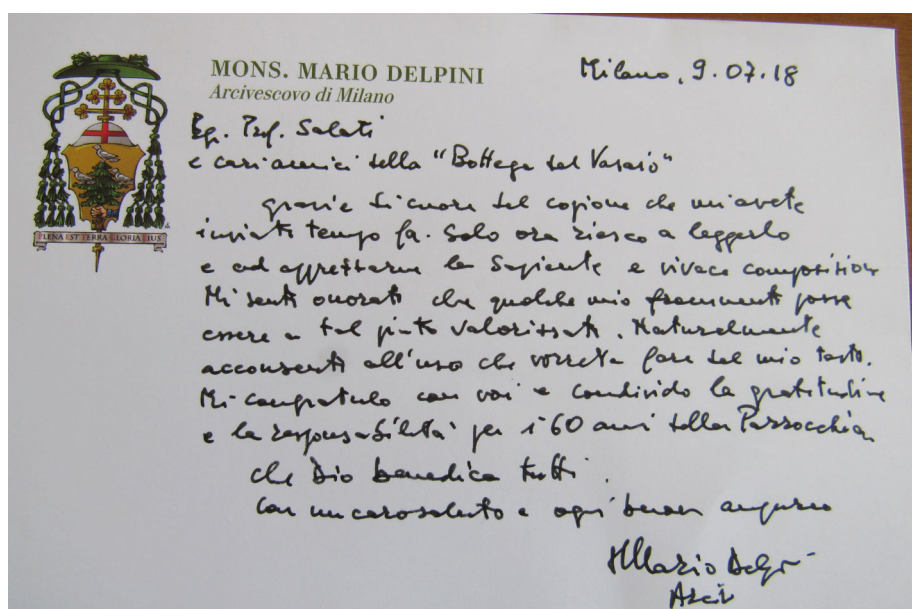 MONS. MARIO DELPINI
Arcivescovo di Milano
Milano, 9.07.18
Eg. Prof. Salati
e cari amici della "Bottega del Vasaio"
grazie di cuore del copione che mi avete
inviato tempo fa. Solo ora riesco a leggerlo
e ad apprezzarne la sapiente e vivace composizione
Mi sento onorato che qualche mio frammento possa
essere a tal punto valorizzato. Naturalmente
acconsento all'uso che vorrete fare del mio testo.
Mi congratulo con voi e condivido la gratitudine
e la responsabilità per i 60 anni della Parrocchia
che Dio benedica tutti.
Con un caro saluto e ogni buon augurio
+ Mario Delpini
Arciv
PLENA EST TERRA GLORIA EIUS